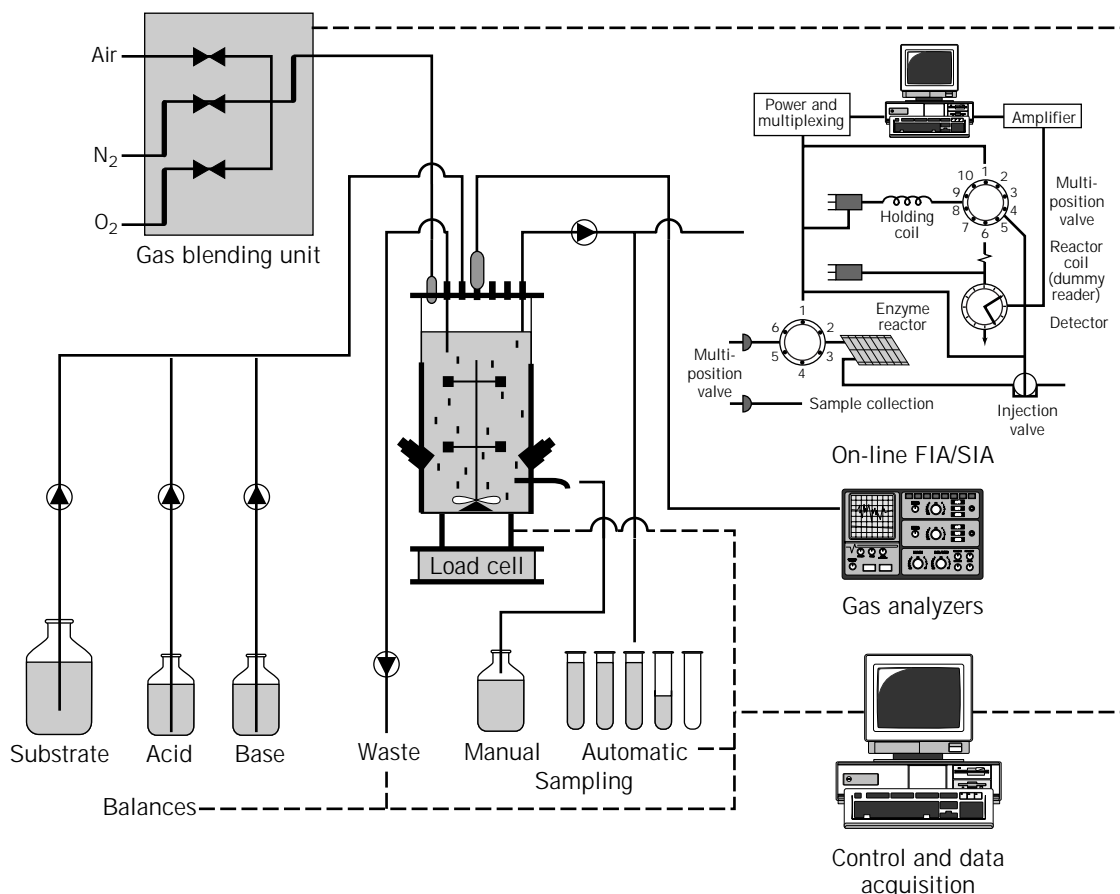 Air
N2
O2
Gas blending unit
Power and
multiplexing
Amplifier
1
2
3
4
5
6
7
8
9
10
Holding
coil
Multi-
position
valve
Reactor
coil
(dummy
reader)
Detector
Enzyme
reactor
1
2
3
4
5
6
Multi-
position
valve
Sample collection
Injection
valve
On-line FIA/SIA
Load cell
Gas analyzers
Substrate
Acid
Base
Waste
Manual
Automatic
Sampling
Balances
Control and data
acquisition